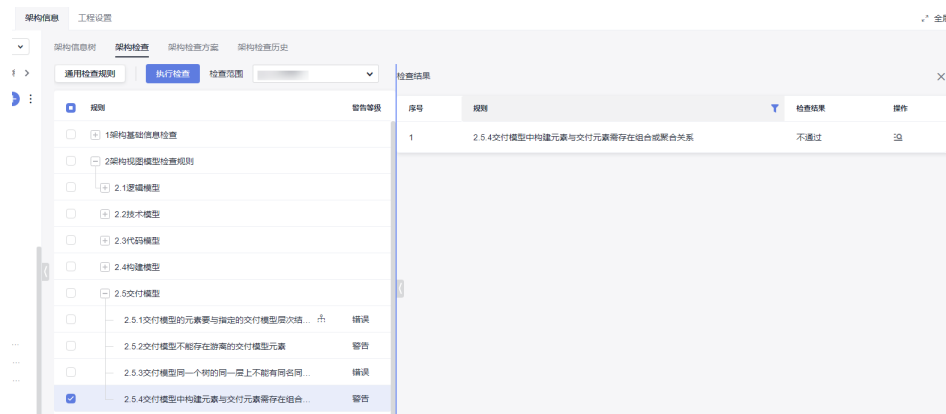 架构信息
工程设置
架构信息树
架构检查
架构检查方案
架构检查历史
通用检查规则
执行检查
检查范围
规则
警告等级
1架构基础信息检查
2架构视图模型检查规则
2.1逻辑模型
2.2技术模型
2.3代码模型
2.4构建模型
2.5交付模型
2.5.1交付模型的元素要与指定的交付模型层次结...
错误
2.5.2交付模型不能存在游离的交付模型元素
警告
2.5.3交付模型同一个树的同一层上不能有同名同...
错误
2.5.4交付模型中构建元素与交付元素需存在组合...
警告
检查结果
序号
规则
检查结果
操作
1
2.5.4交付模型中构建元素与交付元素需存在组合或聚合关系
不通过